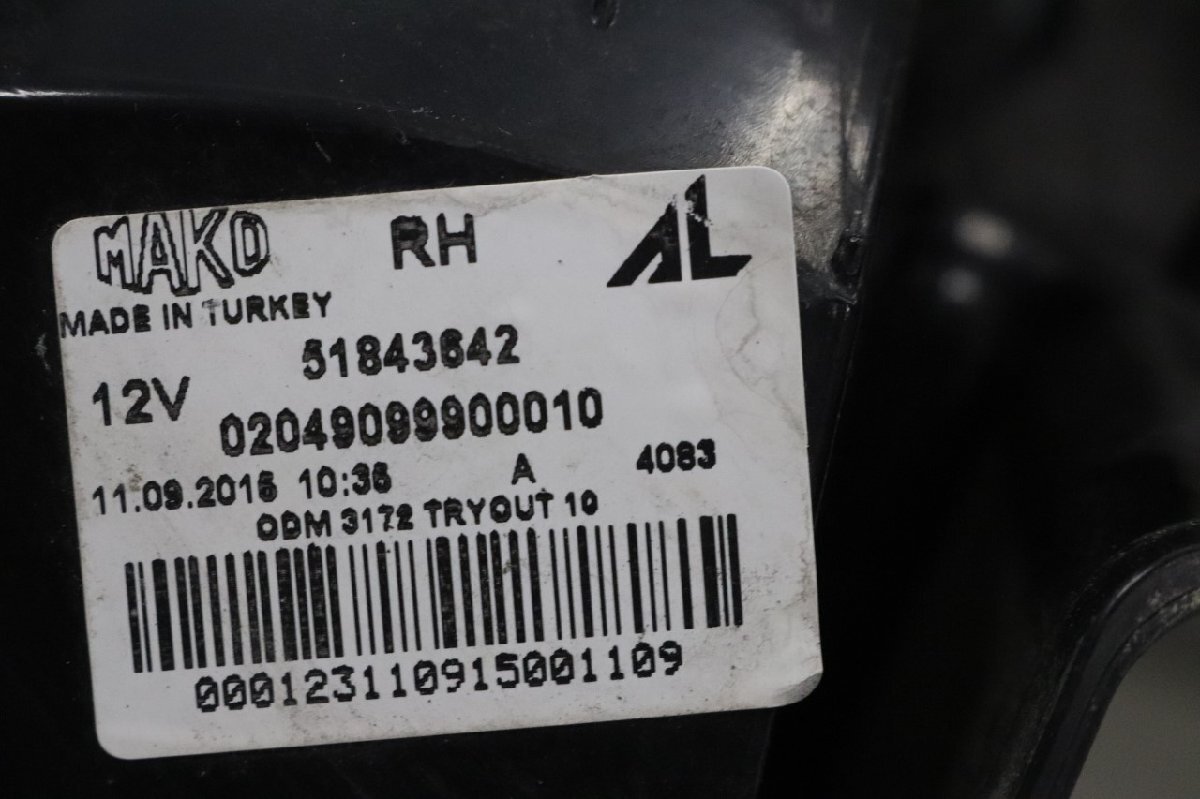 MAKO RH AL
MADE IN TURKEY
51843642
12V
02049099900010
11.09.2015 10:36 A 4083
ODM 3172 TRYOUT 10
000123110915001109